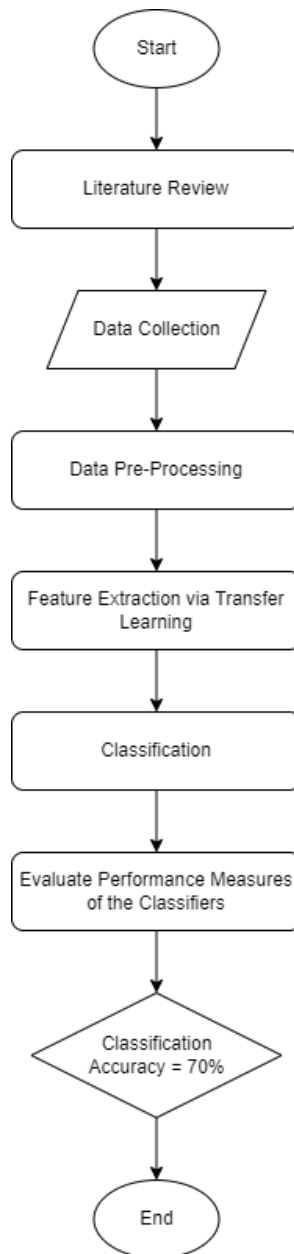 Start
Literature Review
Data Collection
Data Pre-Processing
Feature Extraction via Transfer
Learning
Classification
Evaluate Performance Measures
of the Classifiers
Classification
Accuracy = 70%
End